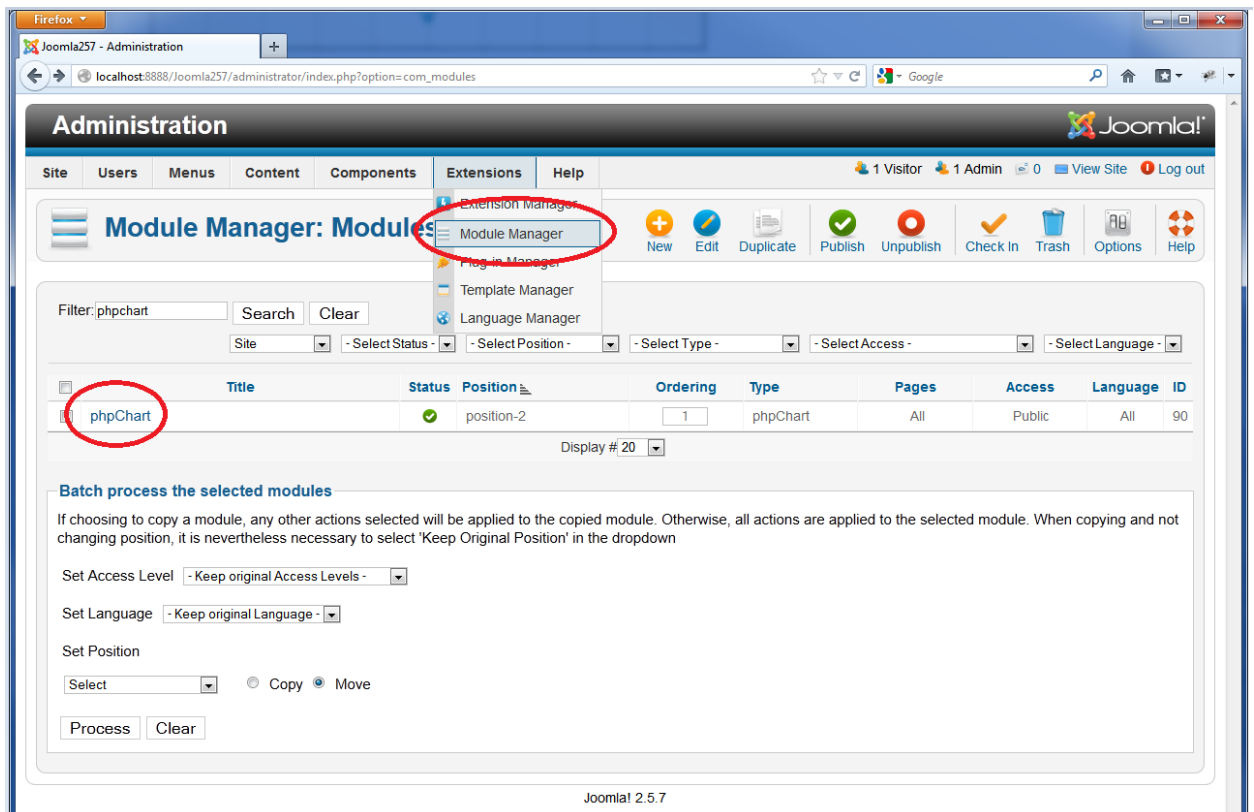 Firefox
Joomla257 - Administration
localhost:8888/Joomla257/administrator/index.php?option=com_modules
Google
Administration
Joomla!
Site Users Menus Content Components Extensions Help
1 Visitor 1 Admin 0 View Site Log out
Module Manager: Modules
Extension Manager
Module Manager
Plug-in Manager
Template Manager
Language Manager
New Edit Duplicate Publish Unpublish Check In Trash Options Help
Filter: phpchart Search Clear
Site - Select Status - - Select Position - - Select Type - - Select Access - - Select Language -
Title Status Position Ordering Type Pages Access Language ID
phpChart position-2 1 phpChart All Public All 90
Display # 20
Batch process the selected modules
If choosing to copy a module, any other actions selected will be applied to the copied module. Otherwise, all actions are applied to the selected module. When copying and not
changing position, it is nevertheless necessary to select 'Keep Original Position' in the dropdown
Set Access Level - Keep original Access Levels -
Set Language - Keep original Language -
Set Position
Select Copy Move
Process Clear
Joomla! 2.5.7